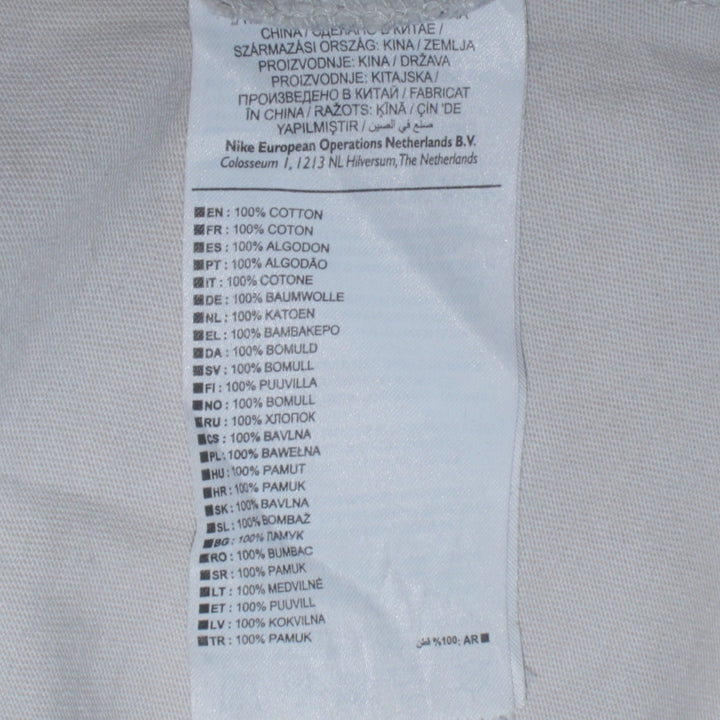 CHINA / СДЕЛАНО В КИТАЕ /
SZÁRMAZÁSI ORSZÁG: KINA / ZEMLJA
PROIZVODNJE: KINA / DRŽAVA
PROIZVODNJE: KITAJSKA /
ПРОИЗВЕДЕНО В КИТАЙ / FABRICAT
ÎN CHINA / RAŽOTS: ĶĪNĀ / ÇIN 'DE
YAPILMIŞTIR / صنع في الصين
Nike European Operations Netherlands B.V.
Colosseum 1, 1213 NL Hilversum, The Netherlands
EN : 100% COTTON
FR : 100% COTON
ES : 100% ALGODON
PT : 100% ALGODÃO
IT : 100% COTONE
DE : 100% BAUMWOLLE
NL : 100% KATOEN
EL : 100% ΒΑΜΒΑΚΕΡΟ
DA : 100% BOMULD
SV : 100% BOMULL
FI : 100% PUUVILLA
NO : 100% BOMULL
RU : 100% ХЛОПОК
CS : 100% BAVLNA
PL : 100% BAWEŁNA
HU : 100% PAMUT
HR : 100% PAMUK
SK : 100% BAVLNA
SL : 100% BOMBAŽ
BG : 100% ПАМУК
RO : 100% BUMBAC
SR : 100% PAMUK
LT : 100% MEDVILNĖ
ET : 100% PUUVILL
LV : 100% KOKVILNA
TR : 100% PAMUK
قطن %100: AR